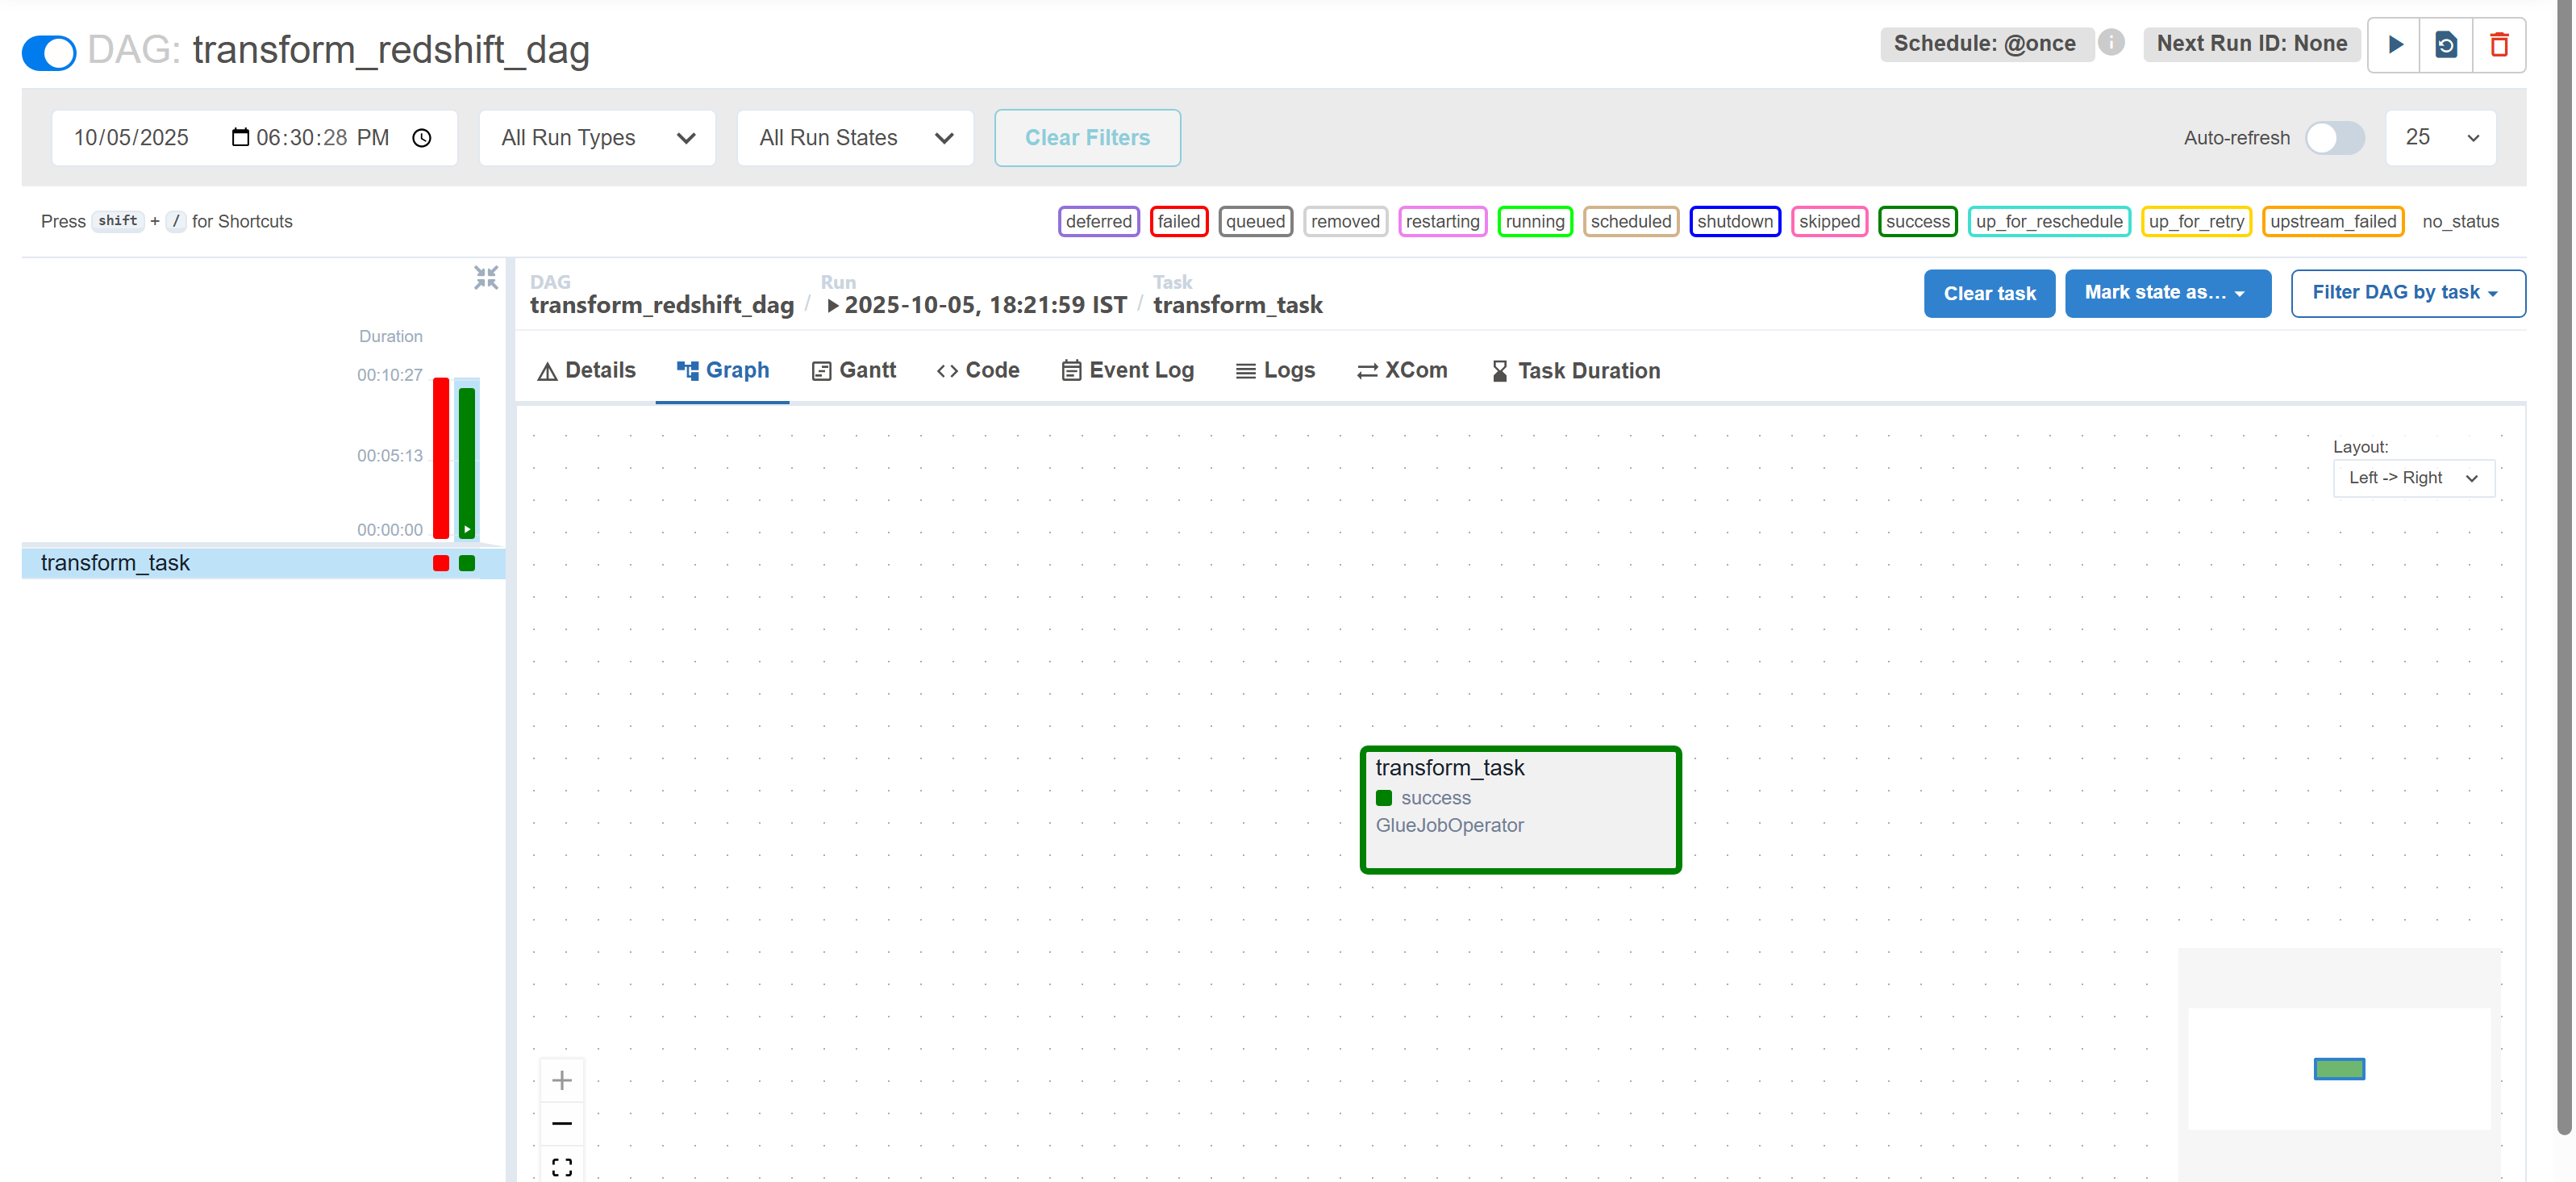 DAG: transform_redshift_dag
Schedule: @once
Next Run ID: None
10/05/2025 06:30:28 PM
All Run Types
All Run States
Clear Filters
Auto-refresh
25
Press shift + / for Shortcuts
deferred failed queued removed restarting running scheduled shutdown skipped success up_for_reschedule up_for_retry upstream_failed no_status
DAG
transform_redshift_dag
/
Run
2025-10-05, 18:21:59 IST
/
Task
transform_task
Clear task
Mark state as...
Filter DAG by task
Duration
00:10:27
00:05:13
00:00:00
transform_task
Details
Graph
Gantt
Code
Event Log
Logs
XCom
Task Duration
Layout:
Left -> Right
transform_task
success
GlueJobOperator